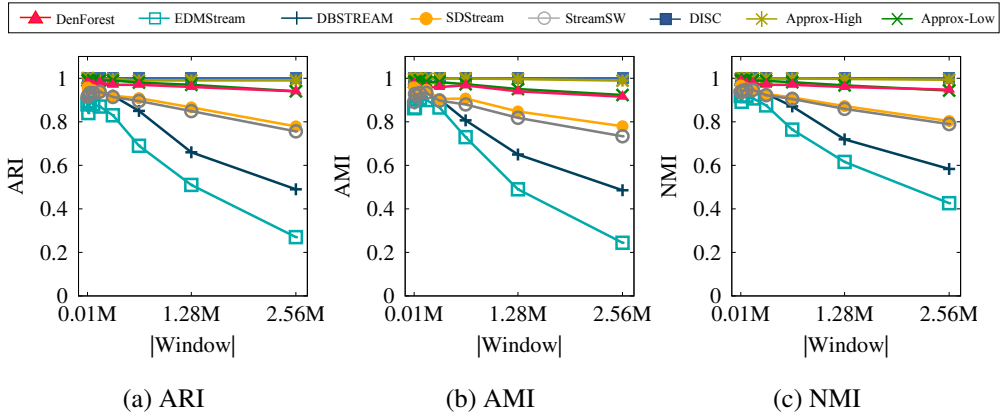 DenForest EDMStream DBSTREAM SDStream StreamSW DISC Approx-High Approx-Low
ARI
0
0.2
0.4
0.6
0.8
1
0.01M 1.28M 2.56M
|Window|
(a) ARI
AMI
0
0.2
0.4
0.6
0.8
1
0.01M 1.28M 2.56M
|Window|
(b) AMI
NMI
0
0.2
0.4
0.6
0.8
1
0.01M 1.28M 2.56M
|Window|
(c) NMI